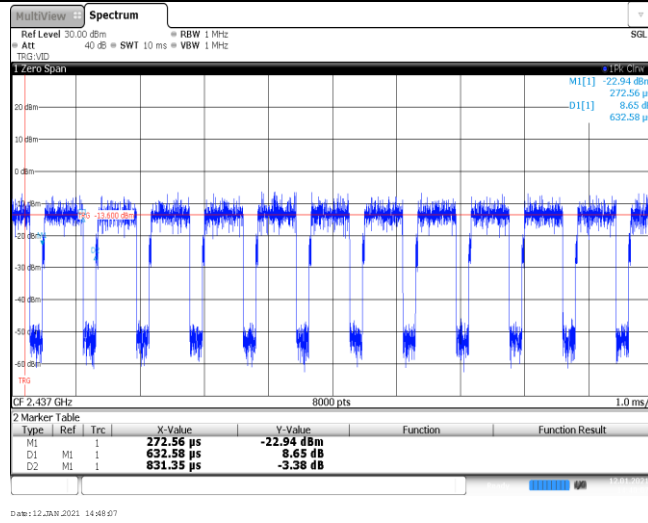 MultiView Spectrum
Ref Level 30.00 dBm RBW 1 MHz SGL
Att 40 dB SWT 10 ms VBW 1 MHz
TRG:VID
1 Zero Span 1Pk Clrw
M1[1] -22.94 dBm
272.56 µs
D1[1] 8.65 dB
632.58 µs
20 dBm
10 dBm
0 dBm
-10 dBm
TRG -13.600 dBm
-20 dBm
-30 dBm
-40 dBm
-50 dBm
-60 dBm
TRG
CF 2.437 GHz 8000 pts 1.0 ms/
2 Marker Table
Type Ref Trc X-Value Y-Value Function Function Result
M1 1 272.56 µs -22.94 dBm
D1 M1 1 632.58 µs 8.65 dB
D2 M1 1 831.35 µs -3.38 dB
Date: 12.JAN.2021 14:48:07